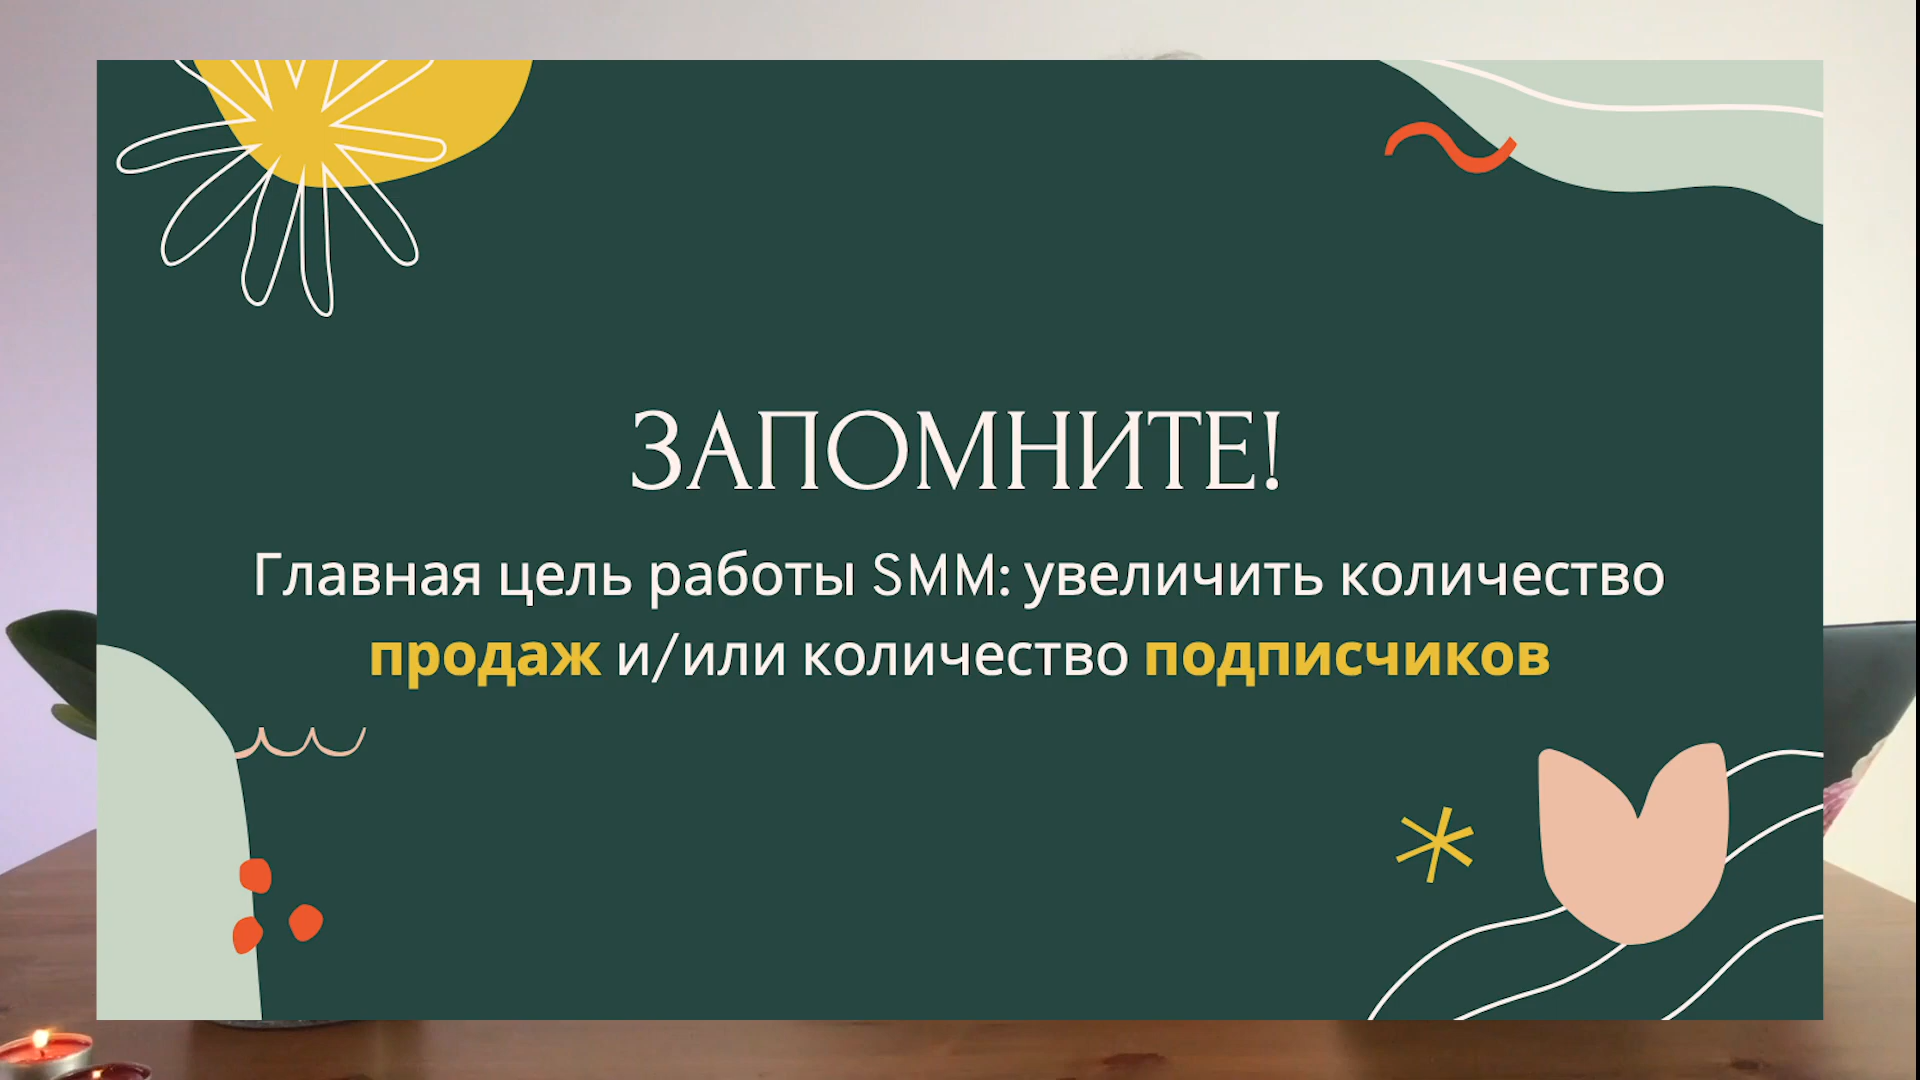 ЗАПОМНИТЕ!
Главная цель работы SMM: увеличить количество
продаж и/или количество подписчиков